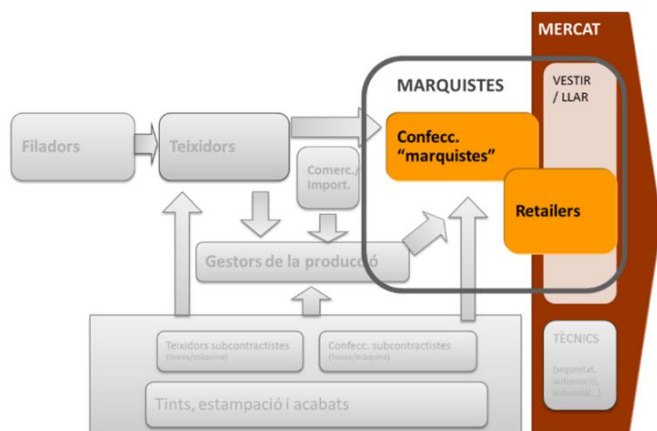 MERCAT
MARQUISTES
VESTIR
/ LLAR
Filadors
Teixidors
Confecc.
“marquistes”
Comerc./
Import.
Retailers
Gestors de la producció
Teixidors subcontractistes
(hores/màquina)
Confecc. subcontractistes
(hores/màquina)
TÈCNICS
(seguretat,
automoció,
industrial...)
Tints, estampació i acabats